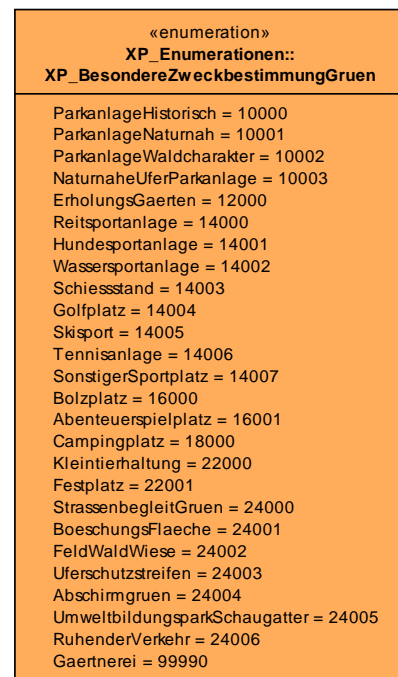 «enumeration»
XP_Enumerationen::
XP_BesondereZweckbestimmungGruen
ParkanlageHistorisch = 10000
ParkanlageNaturnah = 10001
ParkanlageWaldcharakter = 10002
NaturnaheUferParkanlage = 10003
ErholungsGaerten = 12000
Reitsportanlage = 14000
Hundesportanlage = 14001
Wassersportanlage = 14002
Schiessstand = 14003
Golfplatz = 14004
Skisport = 14005
Tennisanlage = 14006
SonstigerSportplatz = 14007
Bolzplatz = 16000
Abenteuerspielplatz = 16001
Campingplatz = 18000
Kleintierhaltung = 22000
Festplatz = 22001
StrassenbegleitGruen = 24000
BoeschungsFlaeche = 24001
FeldWaldWiese = 24002
Uferschutzstreifen = 24003
Abschirmgruen = 24004
UmweltbildungsparkSchaugatter = 24005
RuhenderVerkehr = 24006
Gaertnerei = 99990